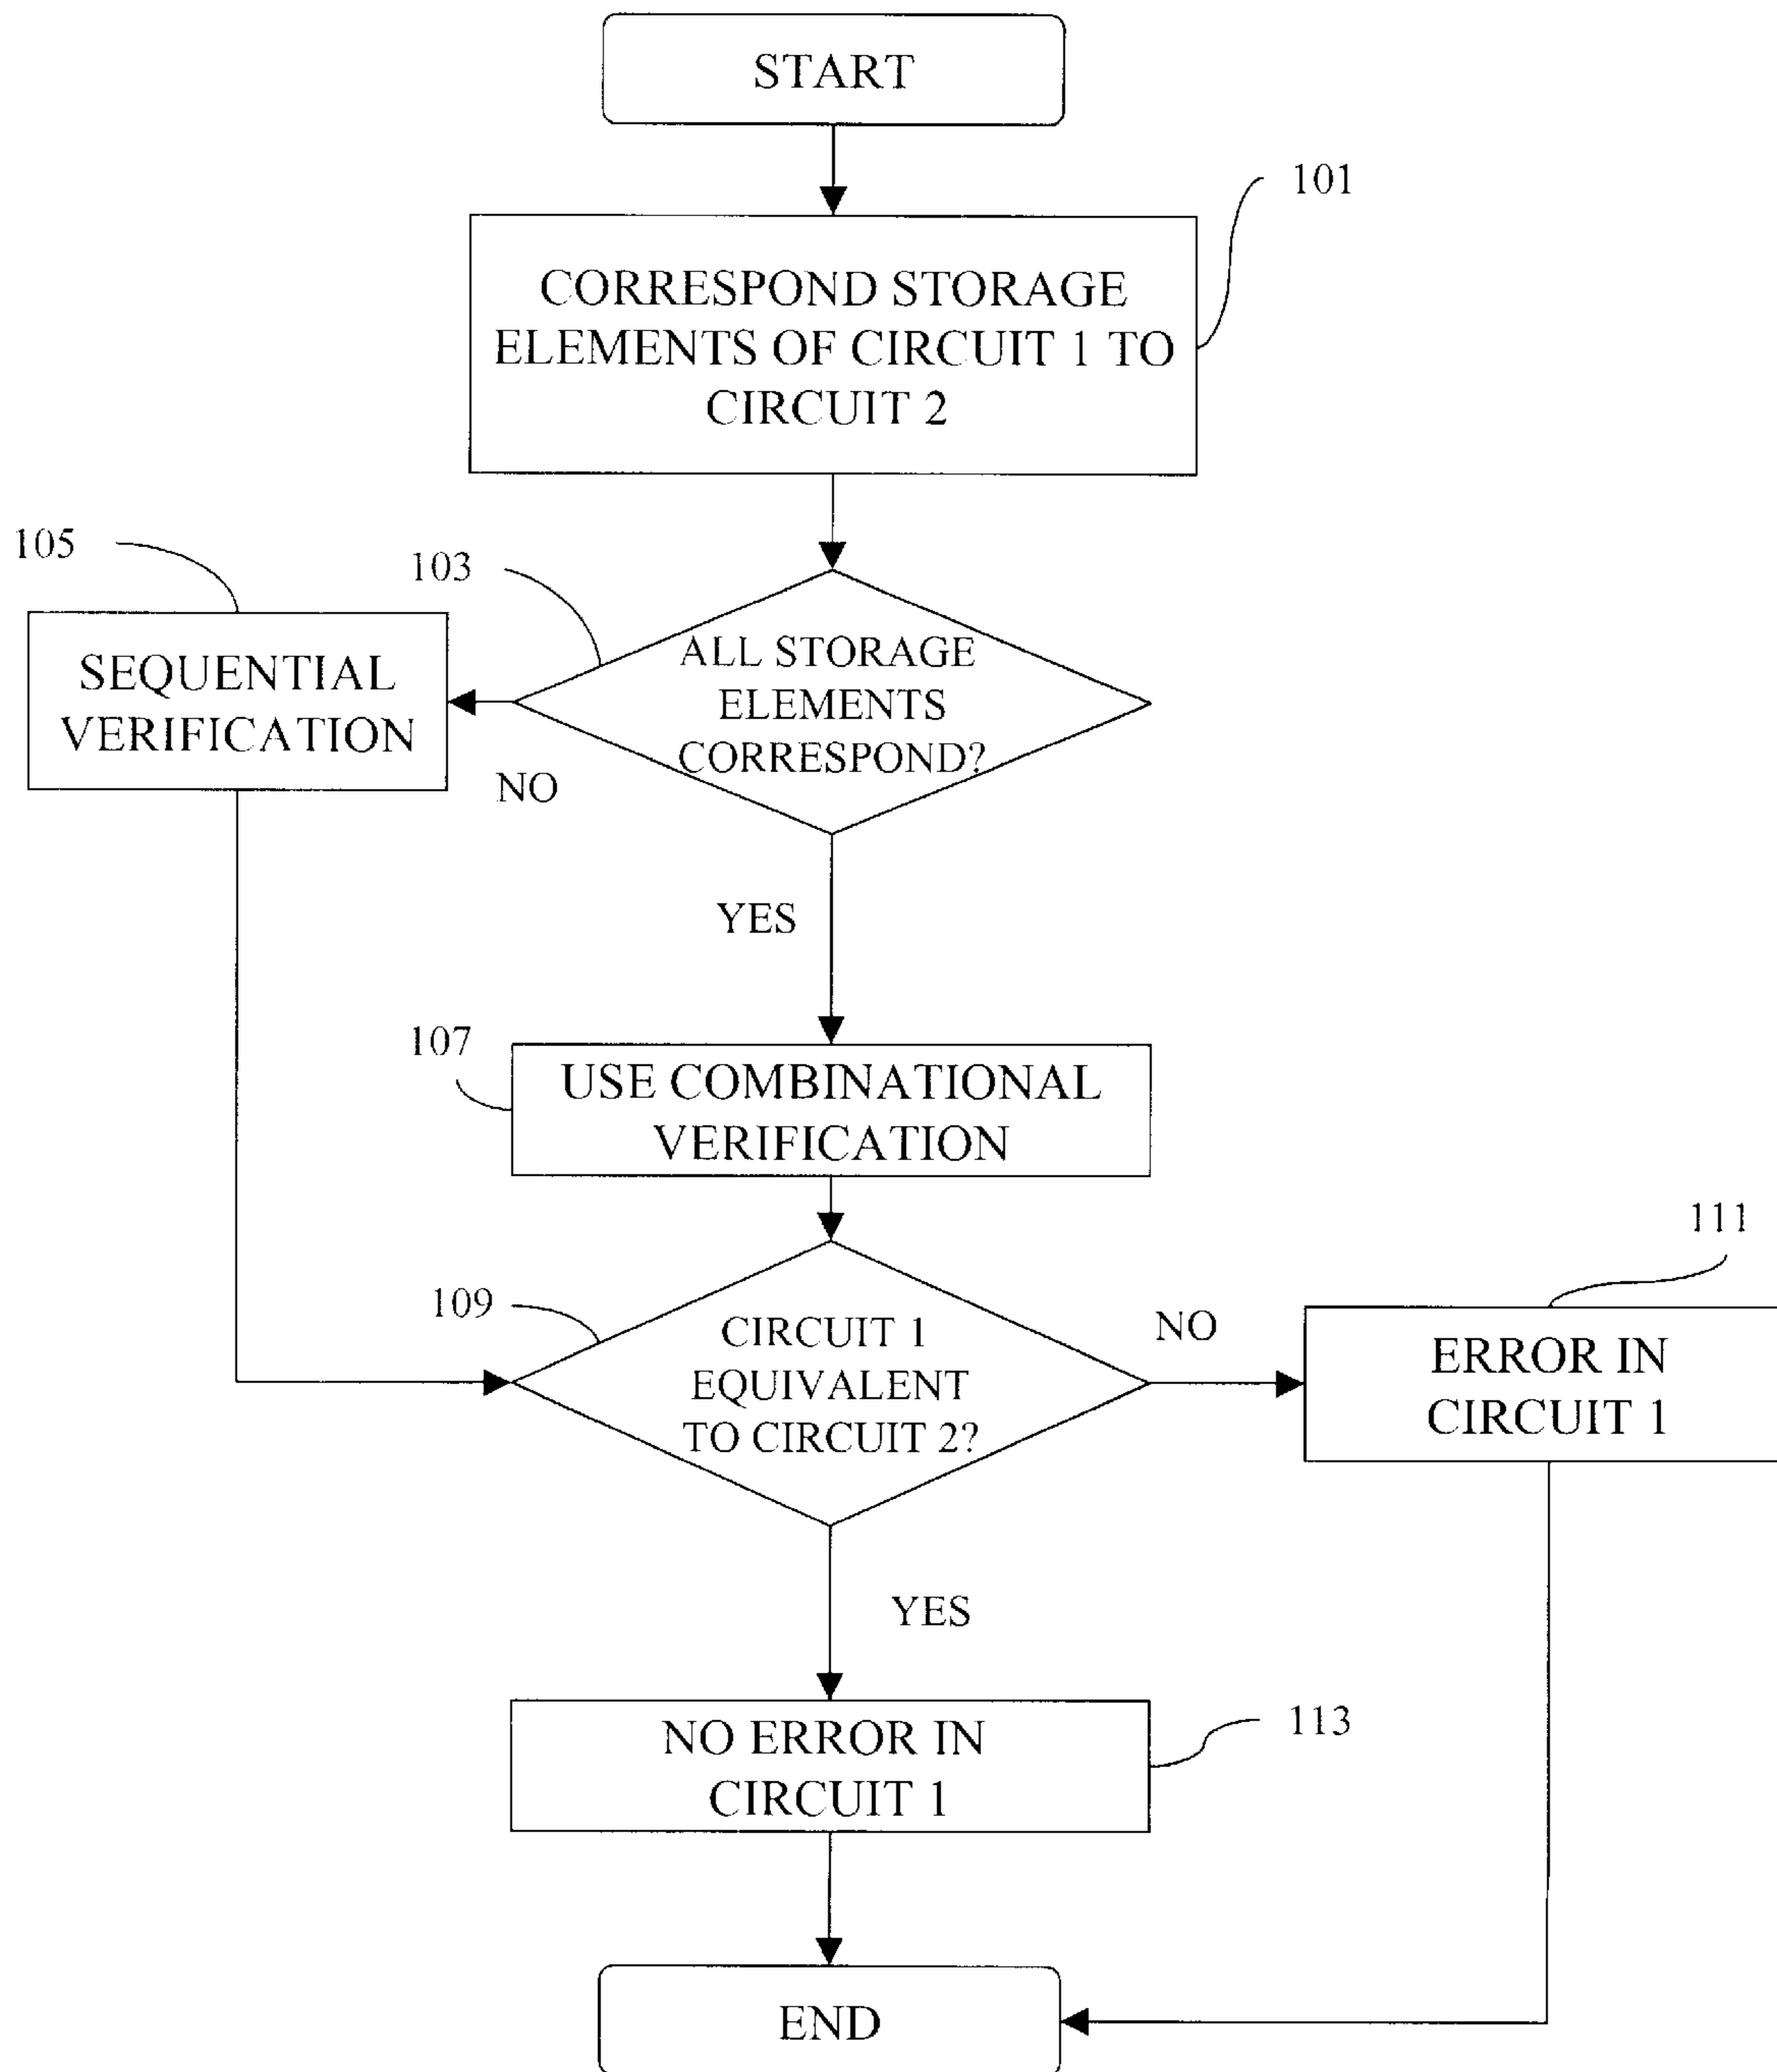 START
101
CORRESPOND STORAGE
ELEMENTS OF CIRCUIT 1 TO
CIRCUIT 2
105
103
ALL STORAGE
ELEMENTS
CORRESPOND?
SEQUENTIAL
VERIFICATION
NO
YES
107
USE COMBINATIONAL
VERIFICATION
111
109
CIRCUIT 1
EQUIVALENT
TO CIRCUIT 2?
NO
ERROR IN
CIRCUIT 1
YES
NO ERROR IN
CIRCUIT 1
113
END